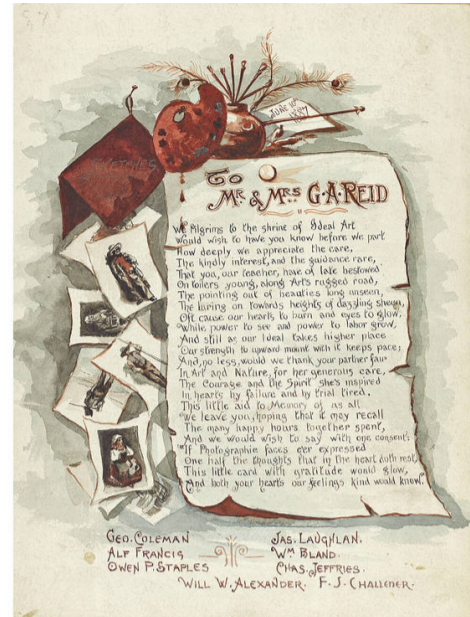 SKETCHES
JUNE 10th
1887
To
Mr & Mrs G.A. REID
We Pilgrims to the shrine of Ideal Art
Would wish to have you know before we part
How deeply we appreciate the care,
The kindly interest, and the guidance rare,
That you, our teacher, have of late bestowed
On toilers young, along Art's rugged road,
The pointing out of beauties long unseen,
The luring on towards heights of dazzling sheen,
Oft cause our hearts to burn and eyes to glow.
While power to see and power to labor grow,
And still as our Ideal takes higher place
Our strength to upward mount with it keeps pace;
And, no less, would we thank your partner fair
In Art and Nature, for her generous care,
The Courage and the Spirit she's inspired
In hearts by failure and by trial tired.
This little aid to Memory of us all
We leave you, hoping that it may recall
The many happy hours together spent,
And we would wish to say with one consent:
If Photographic faces e'er expressed
One half the thoughts that in the heart doth rest,
This little card with gratitude would glow,
And both your hearts our feelings kind would know.
GEO. COLEMAN JAS. LAUGHLAN.
ALF FRANCIS WM BLAND.
OWEN P. STAPLES CHAS. JEFFRIES.
WILL W. ALEXANDER. F. S. CHALLENER.